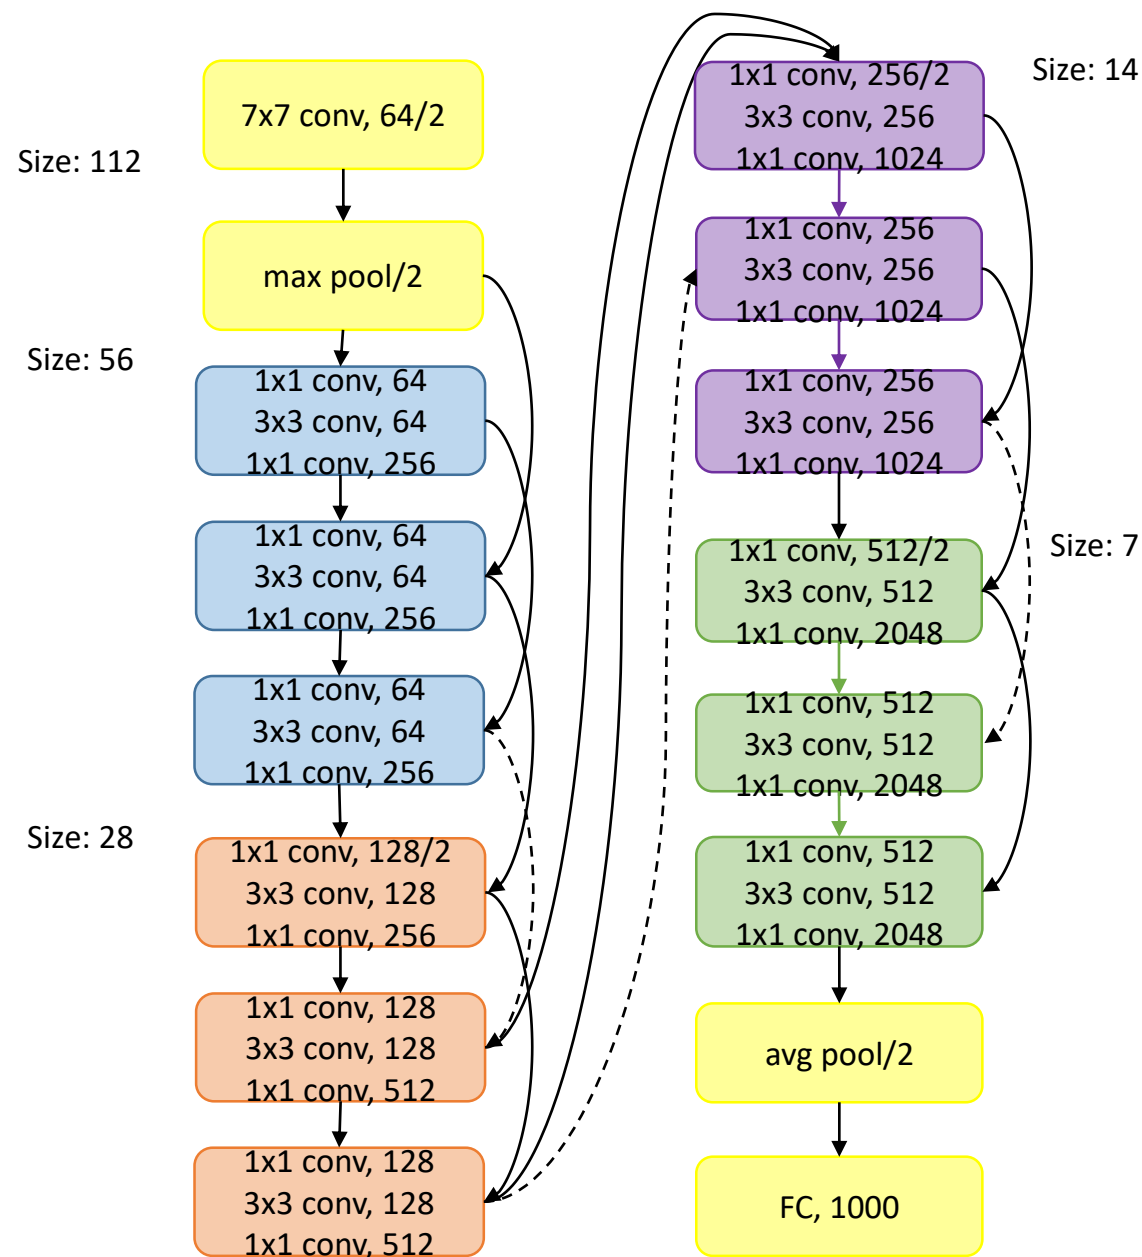 7x7 conv, 64/2
Size: 112
max pool/2
Size: 56
1x1 conv, 64
3x3 conv, 64
1x1 conv, 256
1x1 conv, 64
3x3 conv, 64
1x1 conv, 256
1x1 conv, 64
3x3 conv, 64
1x1 conv, 256
Size: 28
1x1 conv, 128/2
3x3 conv, 128
1x1 conv, 256
1x1 conv, 128
3x3 conv, 128
1x1 conv, 512
1x1 conv, 128
3x3 conv, 128
1x1 conv, 512
1x1 conv, 256/2
3x3 conv, 256
1x1 conv, 1024
Size: 14
1x1 conv, 256
3x3 conv, 256
1x1 conv, 1024
1x1 conv, 256
3x3 conv, 256
1x1 conv, 1024
1x1 conv, 512/2
3x3 conv, 512
1x1 conv, 2048
Size: 7
1x1 conv, 512
3x3 conv, 512
1x1 conv, 2048
1x1 conv, 512
3x3 conv, 512
1x1 conv, 2048
avg pool/2
FC, 1000